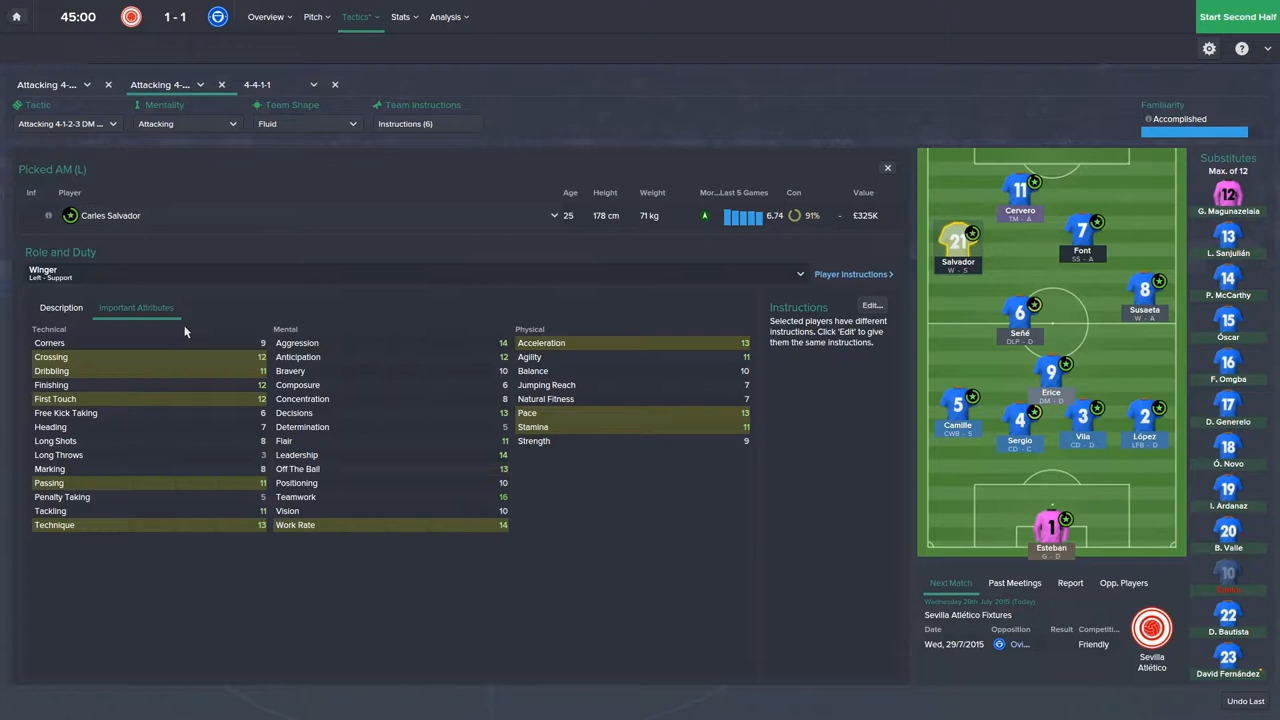 45:00 1 - 1 Overview Pitch Tactics* Stats Analysis Start Second Half
Attacking 4-... Attacking 4-... 4-4-1-1
Tactic Mentality Team Shape Team Instructions Familiarity
Attacking 4-1-2-3 DM ... Attacking Fluid Instructions (6) Accomplished
Picked AM (L)
Inf Player Age Height Weight Mor... Last 5 Games Con Value
Carles Salvador 25 178 cm 71 kg 6.74 91% - £325K
Role and Duty
Winger
Left - Support
Player Instructions >
Description Important Attributes
Technical Mental Physical
Corners 9 Aggression 14 Acceleration 13
Crossing 12 Anticipation 12 Agility 11
Dribbling 11 Bravery 10 Balance 10
Finishing 12 Composure 6 Jumping Reach 7
First Touch 12 Concentration 8 Natural Fitness 7
Free Kick Taking 6 Decisions 13 Pace 13
Heading 7 Determination 5 Stamina 11
Long Shots 8 Flair 11 Strength 9
Long Throws 3 Leadership 14
Marking 8 Off The Ball 13
Passing 11 Positioning 10
Penalty Taking 5 Teamwork 16
Tackling 11 Vision 10
Technique 13 Work Rate 14
Instructions Edit...
Selected players have different
instructions. Click 'Edit' to give
them the same instructions.
11
Cervero
TM - A
21
Salvador
W - S
7
Font
SS - A
8
Susaeta
W - A
6
Señé
DLP - D
9
Erice
DM - D
5
Camille
CWB - S
4
Sergio
CD - C
3
Vila
CD - D
2
López
LFB - D
1
Esteban
G - D
Substitutes
Max. of 12
12
G. Magunazelaia
13
L. Sanjulián
14
P. McCarthy
15
Óscar
16
F. Omgba
17
D. Generelo
18
Ó. Novo
19
I. Ardanaz
20
B. Valle
10
22
D. Bautista
23
David Fernández
Next Match Past Meetings Report Opp. Players
Wednesday 29th July 2015 (Today)
Sevilla Atlético Fixtures
Date Opposition Result Competiti...
Wed, 29/7/2015 Ovi... Friendly
Sevilla
Atlético
Undo Last